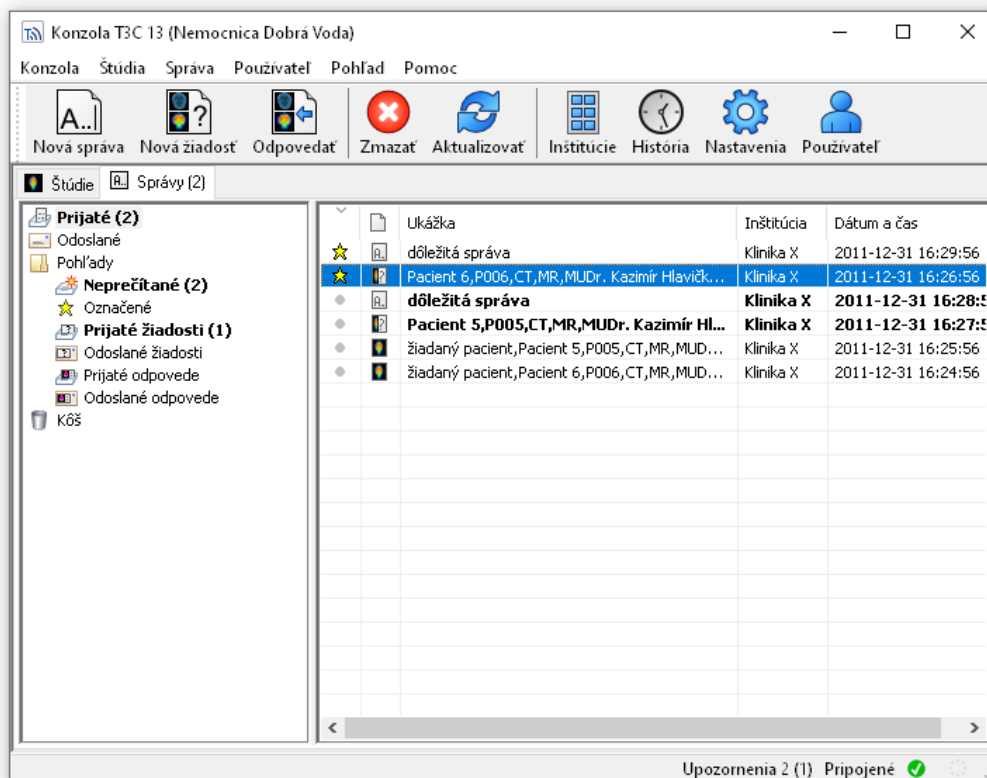 Konzola T3C 13 (Nemocnica Dobrá Voda)
Konzola Štúdia Správa Používateľ Pohľad Pomoc
Nová správa Nová žiadosť Odpovedať Zmazať Aktualizovať Inštitúcie História Nastavenia Používateľ
Štúdie Správy (2)
Prijaté (2)
Odoslané
Pohľady
Neprečítané (2)
Označené
Prijaté žiadosti (1)
Odoslané žiadosti
Prijaté odpovede
Odoslané odpovede
Kôš
Ukážka Inštitúcia Dátum a čas
dôležitá správa Klinika X 2011-12-31 16:29:56
Pacient 6,P006,CT,MR,MUDr. Kazimír Hlavičk... Klinika X 2011-12-31 16:26:56
dôležitá správa Klinika X 2011-12-31 16:28:5
Pacient 5,P005,CT,MR,MUDr. Kazimír Hl... Klinika X 2011-12-31 16:27:5
žiadaný pacient,Pacient 5,P005,CT,MR,MUD... Klinika X 2011-12-31 16:25:56
žiadaný pacient,Pacient 6,P006,CT,MR,MUD... Klinika X 2011-12-31 16:24:56
Upozornenia 2 (1) Pripojené